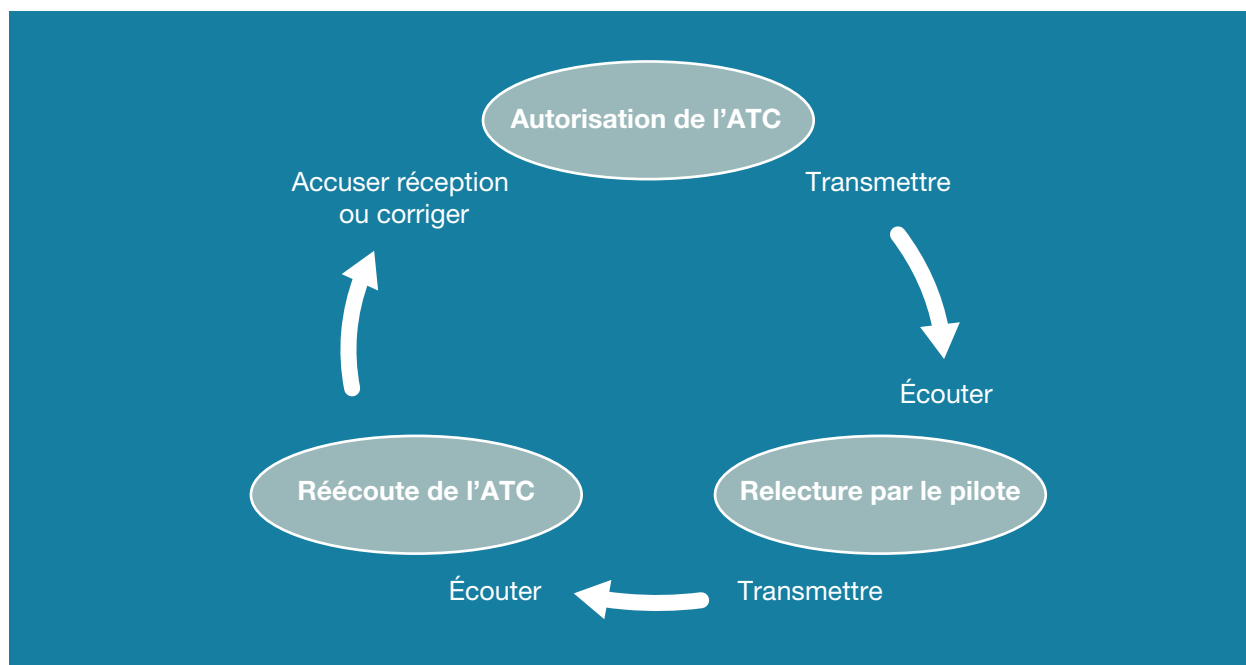 Autorisation de l’ATC
Transmettre
Accuser réception
ou corriger
Écouter
Réécoute de l’ATC
Relecture par le pilote
Écouter
Transmettre